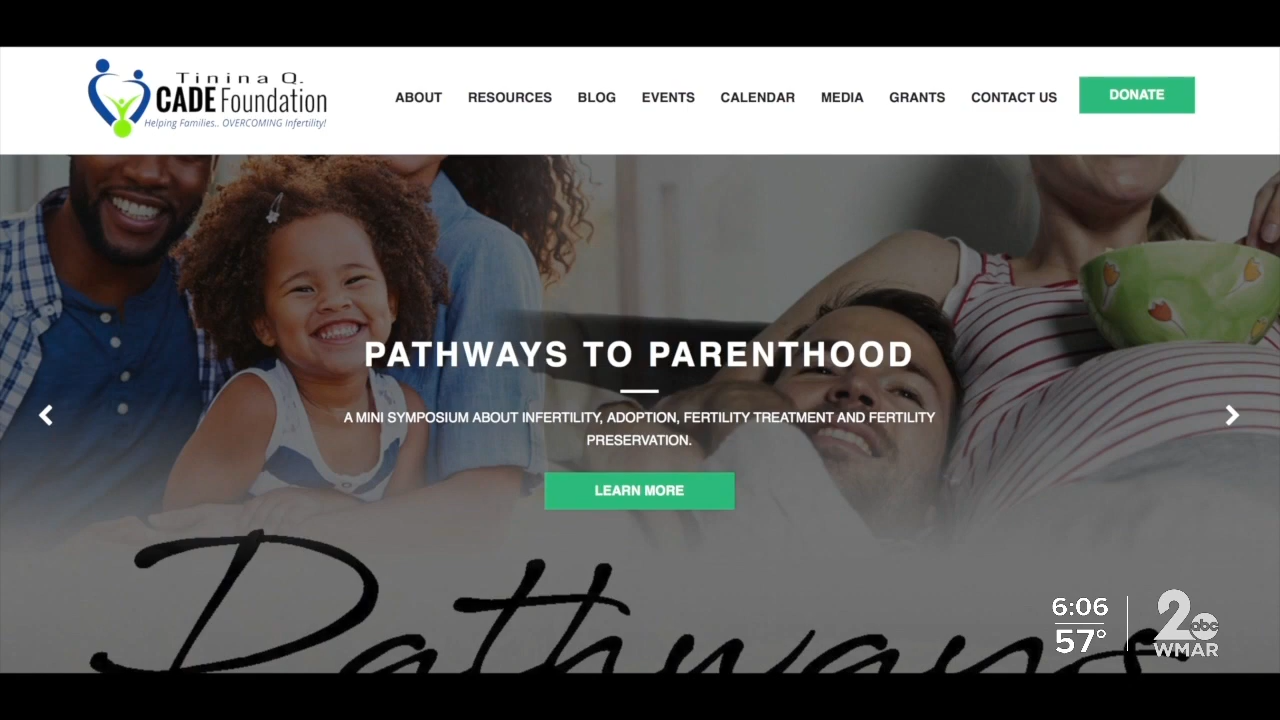 Tinina Q.
CADE Foundation
Helping Families.. OVERCOMING Infertility!
ABOUT RESOURCES BLOG EVENTS CALENDAR MEDIA GRANTS CONTACT US DONATE
PATHWAYS TO PARENTHOOD
A MINI SYMPOSIUM ABOUT INFERTILITY, ADOPTION, FERTILITY TREATMENT AND FERTILITY
PRESERVATION.
LEARN MORE
Pathways
6:06
57°
2 abc
WMAR